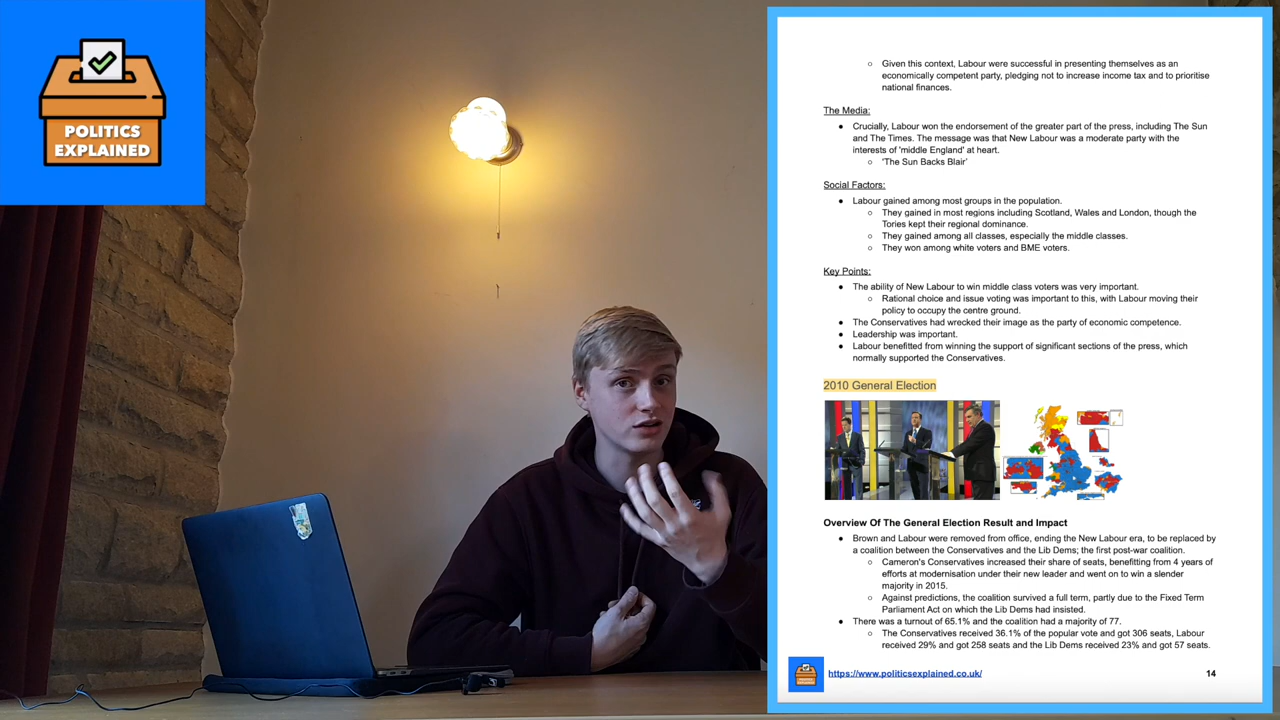 POLITICS
EXPLAINED
○ Given this context, Labour were successful in presenting themselves as an
economically competent party, pledging not to increase income tax and to prioritise
national finances.
The Media:
● Crucially, Labour won the endorsement of the greater part of the press, including The Sun
and The Times. The message was that New Labour was a moderate party with the
interests of 'middle England' at heart.
○ 'The Sun Backs Blair'
Social Factors:
● Labour gained among most groups in the population.
○ They gained in most regions including Scotland, Wales and London, though the
Tories kept their regional dominance.
○ They gained among all classes, especially the middle classes.
○ They won among white voters and BME voters.
Key Points:
● The ability of New Labour to win middle class voters was very important.
○ Rational choice and issue voting was important to this, with Labour moving their
policy to occupy the centre ground.
● The Conservatives had wrecked their image as the party of economic competence.
● Leadership was important.
● Labour benefitted from winning the support of significant sections of the press, which
normally supported the Conservatives.
2010 General Election
Overview Of The General Election Result and Impact
● Brown and Labour were removed from office, ending the New Labour era, to be replaced by
a coalition between the Conservatives and the Lib Dems; the first post-war coalition.
○ Cameron's Conservatives increased their share of seats, benefitting from 4 years of
efforts at modernisation under their new leader and went on to win a slender
majority in 2015.
○ Against predictions, the coalition survived a full term, partly due to the Fixed Term
Parliament Act on which the Lib Dems had insisted.
● There was a turnout of 65.1% and the coalition had a majority of 77.
○ The Conservatives received 36.1% of the popular vote and got 306 seats, Labour
received 29% and got 258 seats and the Lib Dems received 23% and got 57 seats.
https://www.politicsexplained.co.uk/
14